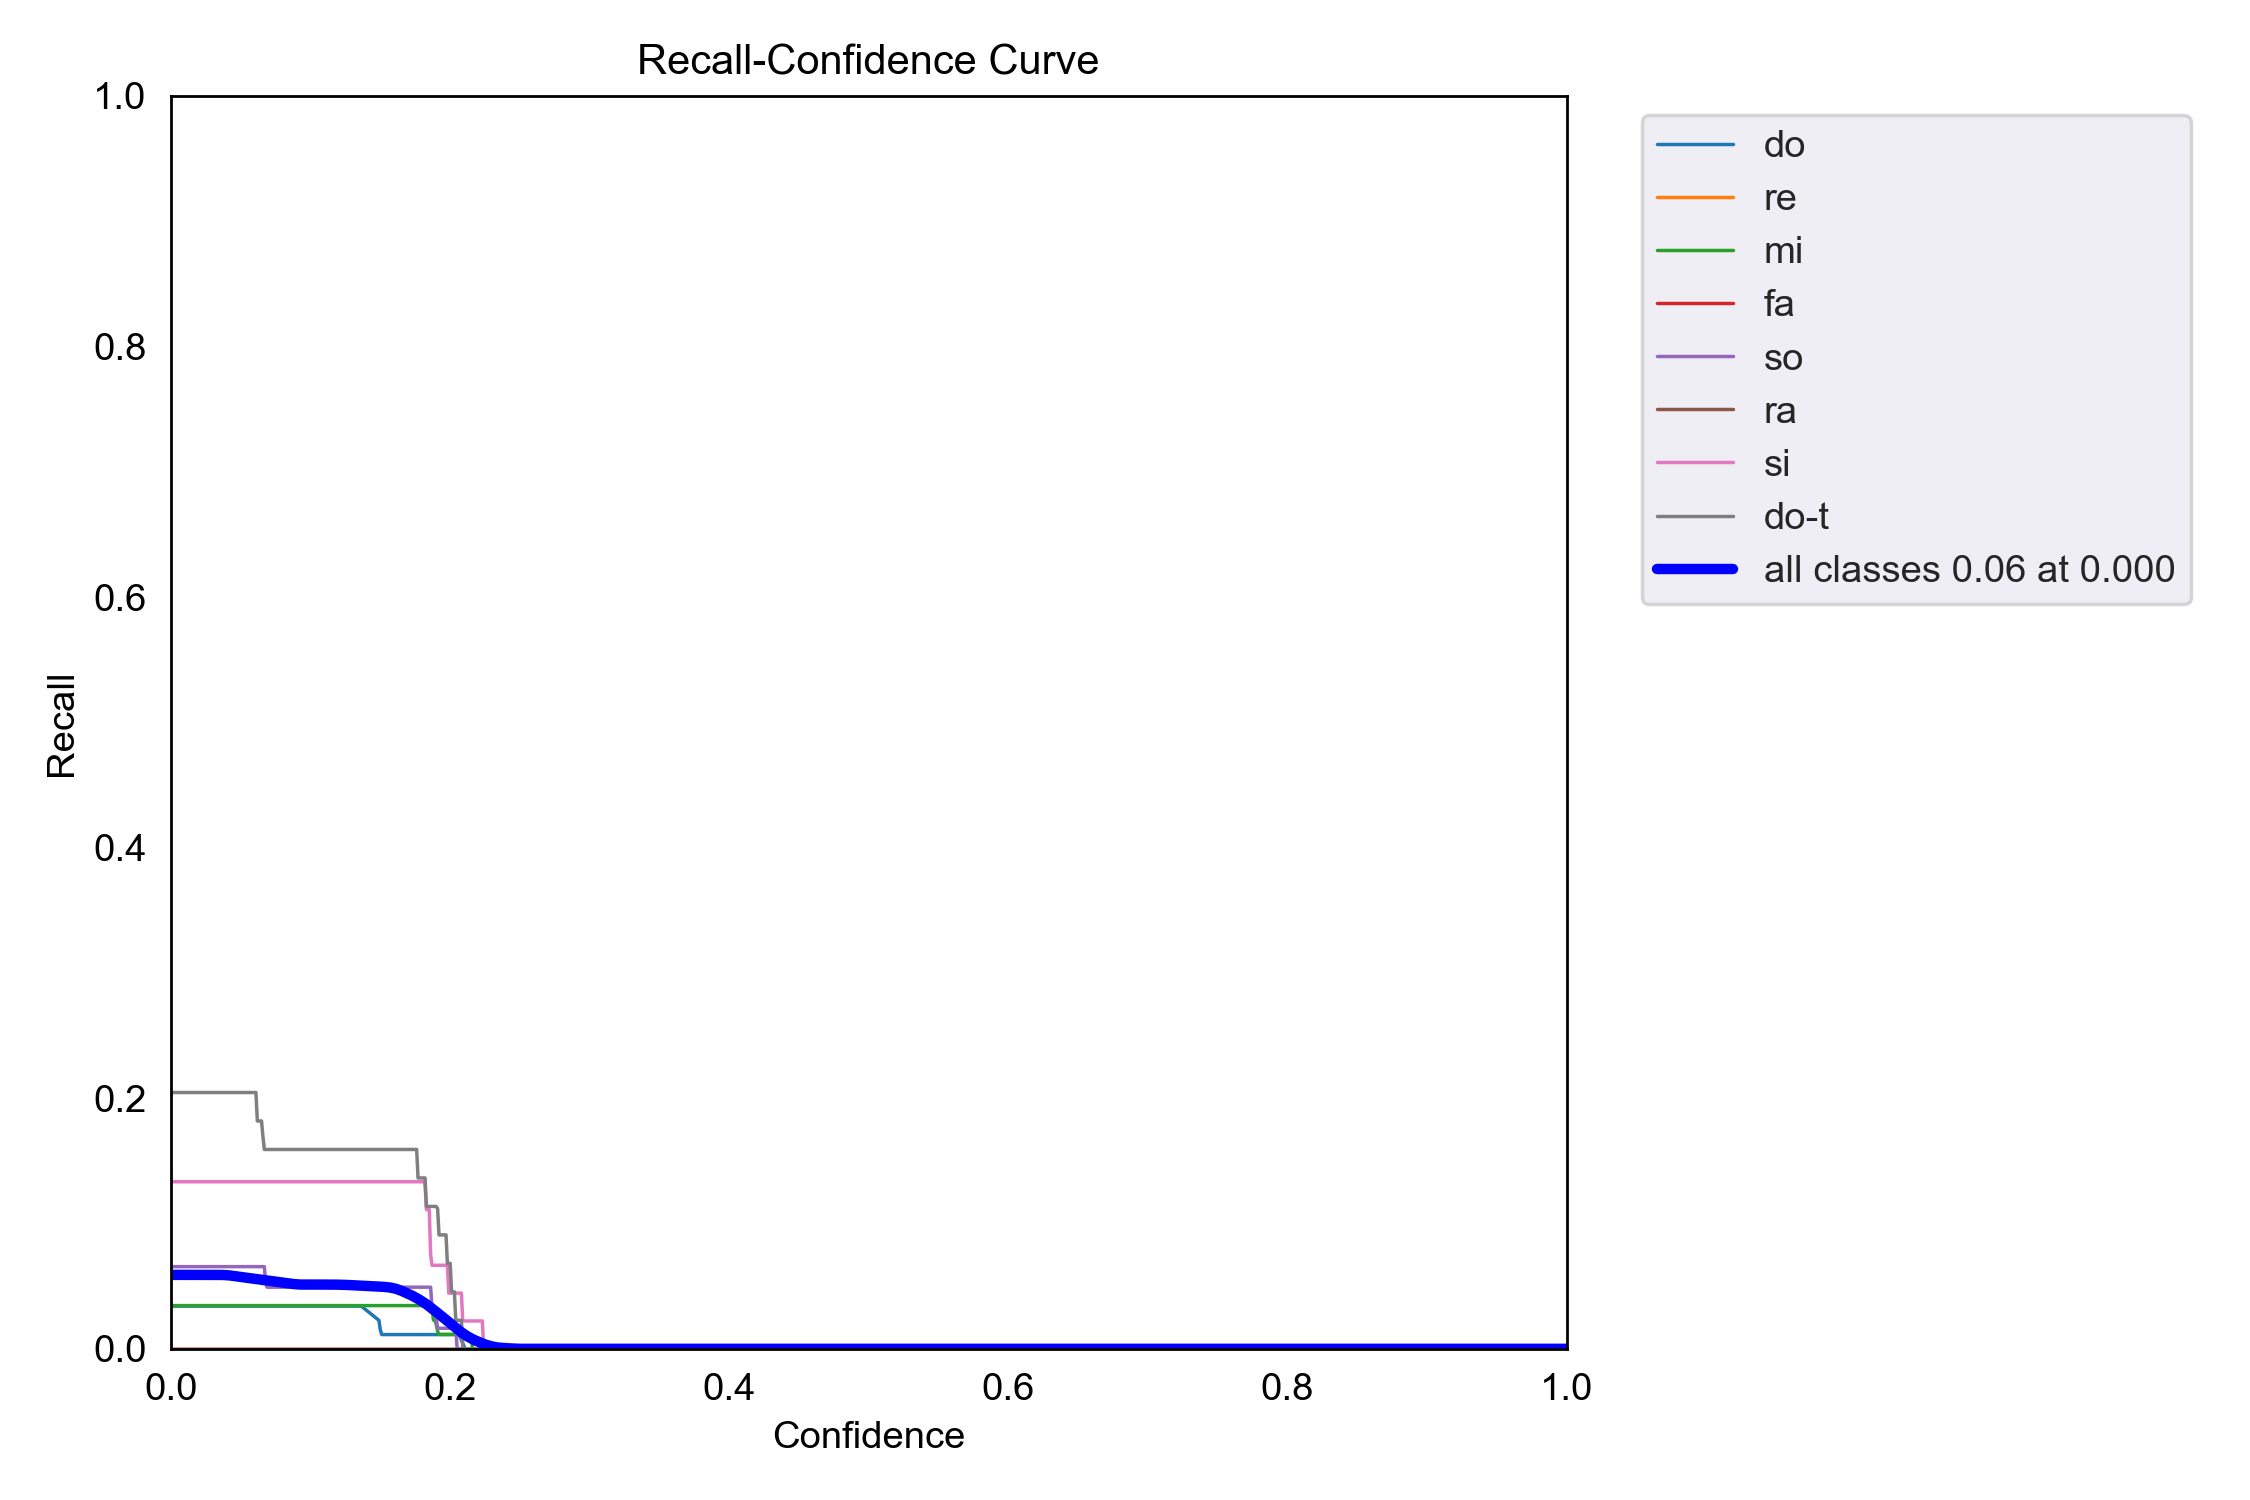 Recall-Confidence Curve
1.0
0.8
0.6
0.4
0.2
0.0
Recall
0.0 0.2 0.4 0.6 0.8 1.0
Confidence
do
re
mi
fa
so
ra
si
do-t
all classes 0.06 at 0.000